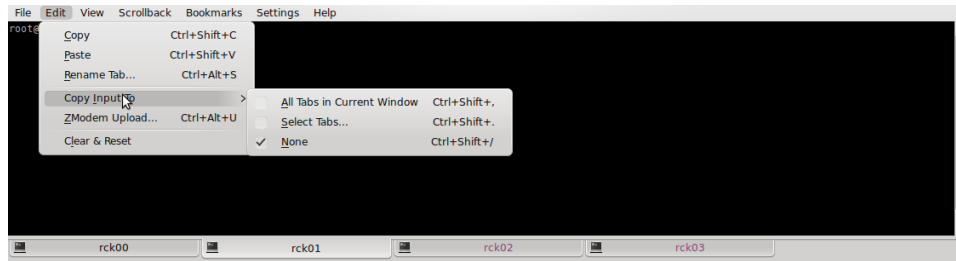 File Edit View Scrollback Bookmarks Settings Help
root@
Copy Ctrl+Shift+C
Paste Ctrl+Shift+V
Rename Tab... Ctrl+Alt+S
Copy Input To >
ZModem Upload... Ctrl+Alt+U
Clear & Reset
All Tabs in Current Window Ctrl+Shift+,
Select Tabs... Ctrl+Shift+.
None Ctrl+Shift+/
rck00 rck01 rck02 rck03